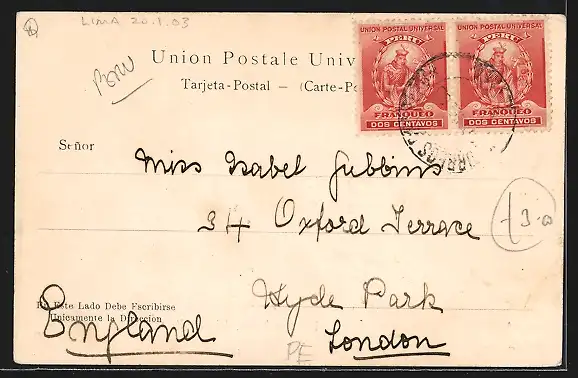 LIMA 20.1.03
Union Postale Univ
Tarjeta-Postal — (Carte-Po
UNION POSTAL UNIVERSAL
PERU
FRANQUEO
DOS CENTAVOS
UNION POSTAL UNIVERSAL
PERU
FRANQUEO
DOS CENTAVOS
Peru
Señor
Miss Isabel Gubbins
34 Oxford Terrace
Hyde Park
En Este Lado Debe Escribirse
Unicamente la Direccion
England
London
PE